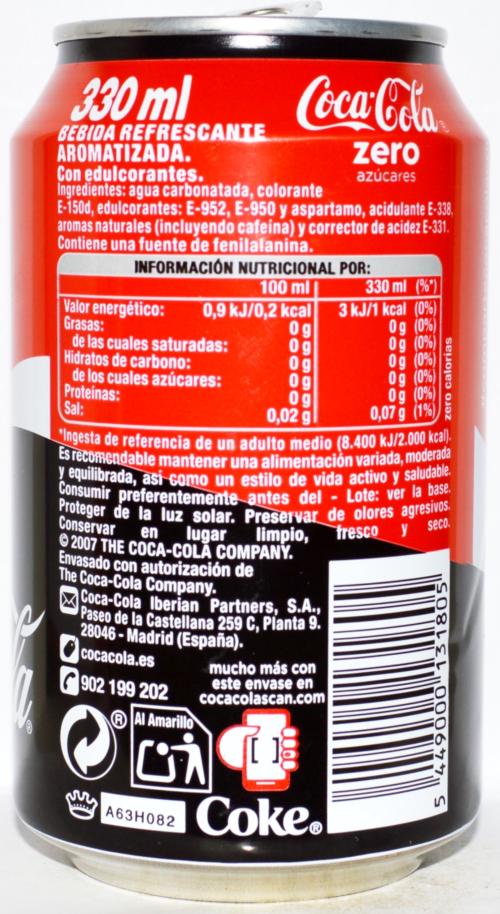 330 ml
Coca-Cola
zero
azúcares
BEBIDA REFRESCANTE
AROMATIZADA.
Con edulcorantes.
Ingredientes: agua carbonatada, colorante
E-150d, edulcorantes: E-952, E-950 y aspartamo, acidulante E-338,
aromas naturales (incluyendo cafeína) y corrector de acidez E-331.
Contiene una fuente de fenilalanina.
INFORMACIÓN NUTRICIONAL POR:
100 ml 330 ml (%*)
Valor energético: 0,9 kJ/0,2 kcal 3 kJ/1 kcal (0%)
Grasas: 0 g 0 g (0%)
de las cuales saturadas: 0 g 0 g (0%)
Hidratos de carbono: 0 g 0 g (0%)
de los cuales azúcares: 0 g 0 g (0%)
Proteínas: 0 g 0 g (0%)
Sal: 0,02 g 0,07 g (1%)
zero calorías
*Ingesta de referencia de un adulto medio (8.400 kJ/2.000 kcal).
Es recomendable mantener una alimentación variada, moderada
y equilibrada, así como un estilo de vida activo y saludable.
Consumir preferentemente antes del - Lote: ver la base.
Proteger de la luz solar. Preservar de olores agresivos.
Conservar en lugar limpio, fresco y seco.
© 2007 THE COCA-COLA COMPANY.
Envasado con autorización de
The Coca-Cola Company.
Coca-Cola Iberian Partners, S.A.,
Paseo de la Castellana 259 C, Planta 9.
28046 - Madrid (España).
cocacola.es
902 199 202
mucho más con
este envase en
cocacolascan.com
® Al Amarillo
A63H082
Coke®
5 449000 131805